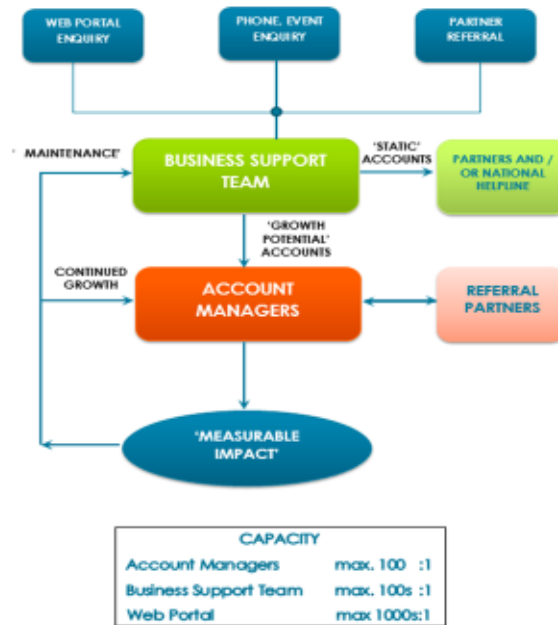 WEB PORTAL
ENQUIRY
PHONE, EVENT
ENQUIRY
PARTNER
REFERRAL
' MAINTENANCE'
BUSINESS SUPPORT
TEAM
'STATIC'
ACCOUNTS
PARTNERS AND /
OR NATIONAL
HELPLINE
'GROWTH
POTENTIAL'
ACCOUNTS
CONTINUED
GROWTH
ACCOUNT
MANAGERS
REFERRAL
PARTNERS
'MEASURABLE
IMPACT'
CAPACITY
Account Managers max. 100 :1
Business Support Team max. 100s :1
Web Portal max 1000s:1